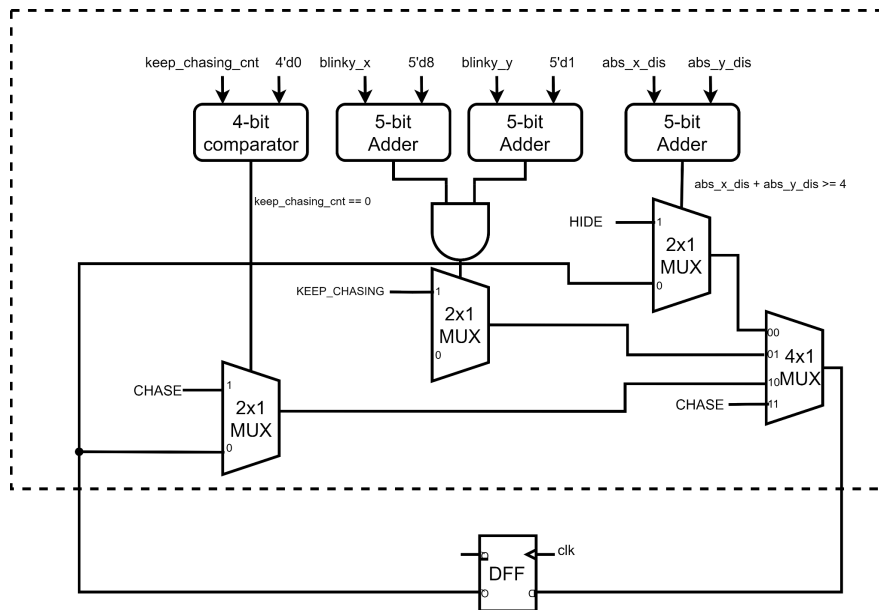 keep_chasing_cnt 4'd0 blinky_x 5'd8 blinky_y 5'd1 abs_x_dis abs_y_dis
4-bit
comparator
5-bit
Adder
5-bit
Adder
5-bit
Adder
keep_chasing_cnt == 0
abs_x_dis + abs_y_dis >= 4
HIDE
1
2x1
MUX
0
KEEP_CHASING
1
2x1
MUX
0
00
01
4x1
MUX
10
11
CHASE
CHASE
1
2x1
MUX
0
clk
DFF